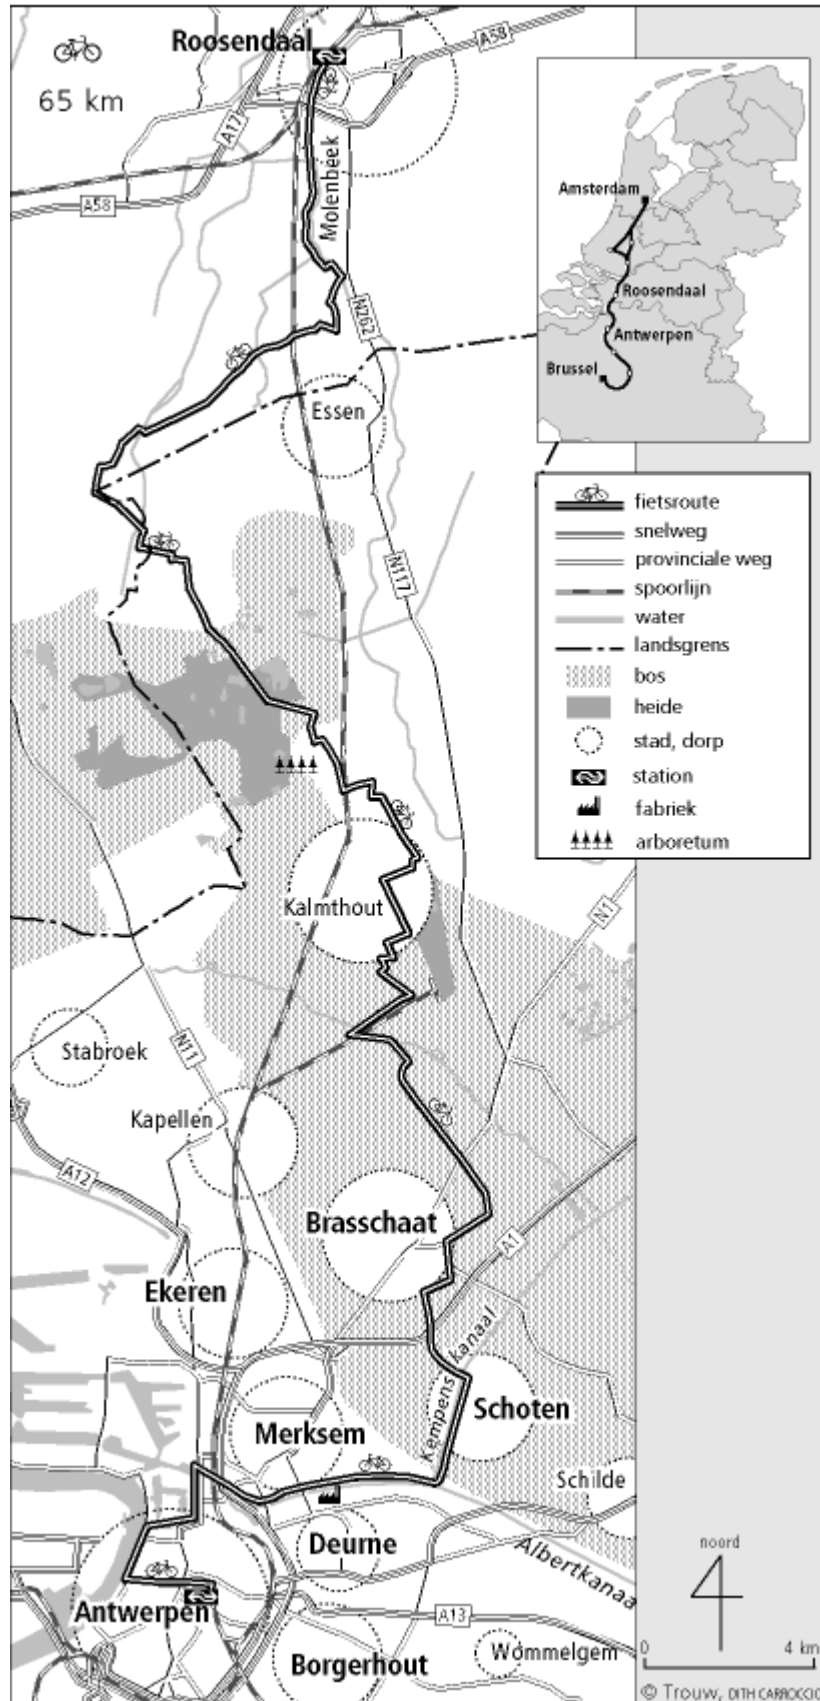 Roosendaal
A58
65 km
A17
A58
Molenbeek
N262
Essen
N117
Kalmthout
N1
Stabroek
N11
Kapellen
A12
Brasschaat
A1
Ekeren
Kempens Kanaal
Schoten
Merksem
Schilde
Deurne
Albertkanaa
Antwerpen
A13
Wommelgem
Borgerhout
Amsterdam
Roosendaal
Antwerpen
Brussel
fietsroute
snelweg
provinciale weg
spoorlijn
water
landsgrens
bos
heide
stad, dorp
station
fabriek
arboretum
noord
0 4 km
© Trouw, DITH CARROCCIO